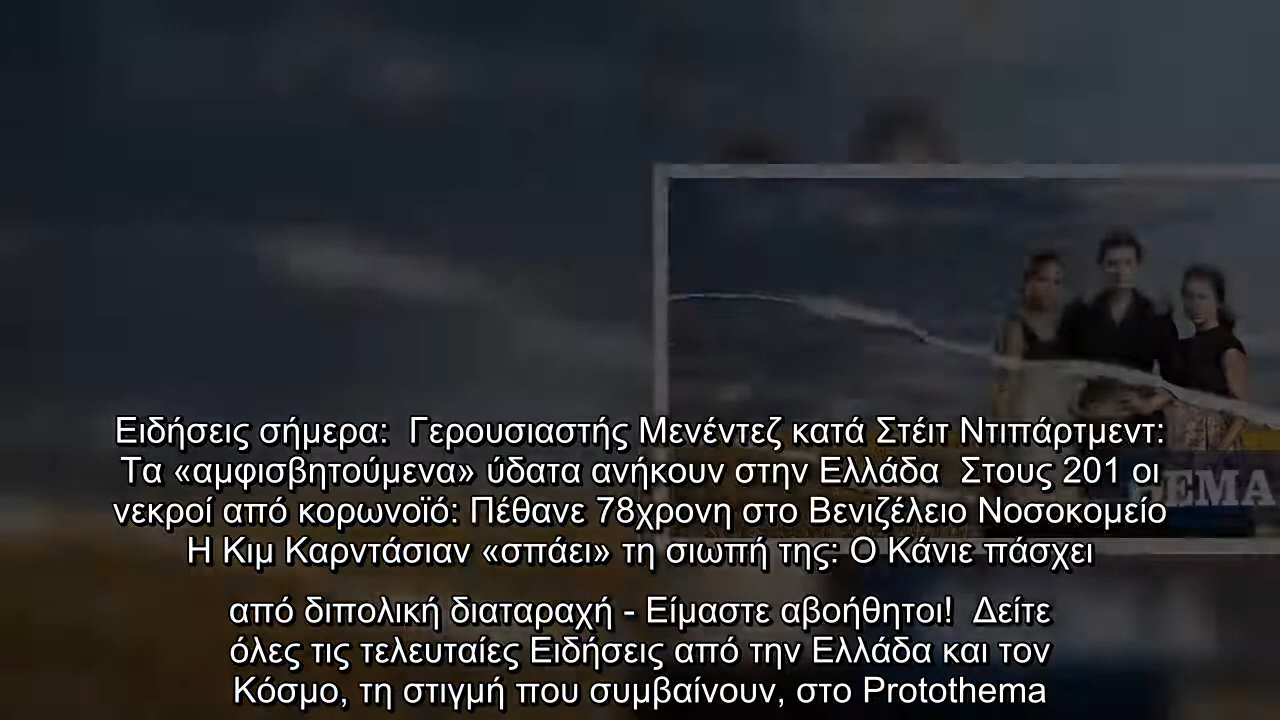 Ειδήσεις σήμερα:  Γερουσιαστής Μενέντεζ κατά Στέιτ Ντιπάρτμεντ:
Τα «αμφισβητούμενα» ύδατα ανήκουν στην Ελλάδα  Στους 201 οι
νεκροί από κορωνοϊό: Πέθανε 78χρονη στο Βενιζέλειο Νοσοκομείο
Η Κιμ Καρντάσιαν «σπάει» τη σιωπή της: Ο Κάνιε πάσχει
από διπολική διαταραχή - Είμαστε αβοήθητοι!  Δείτε
όλες τις τελευταίες Ειδήσεις από την Ελλάδα και τον
Κόσμο, τη στιγμή που συμβαίνουν, στο Protothema